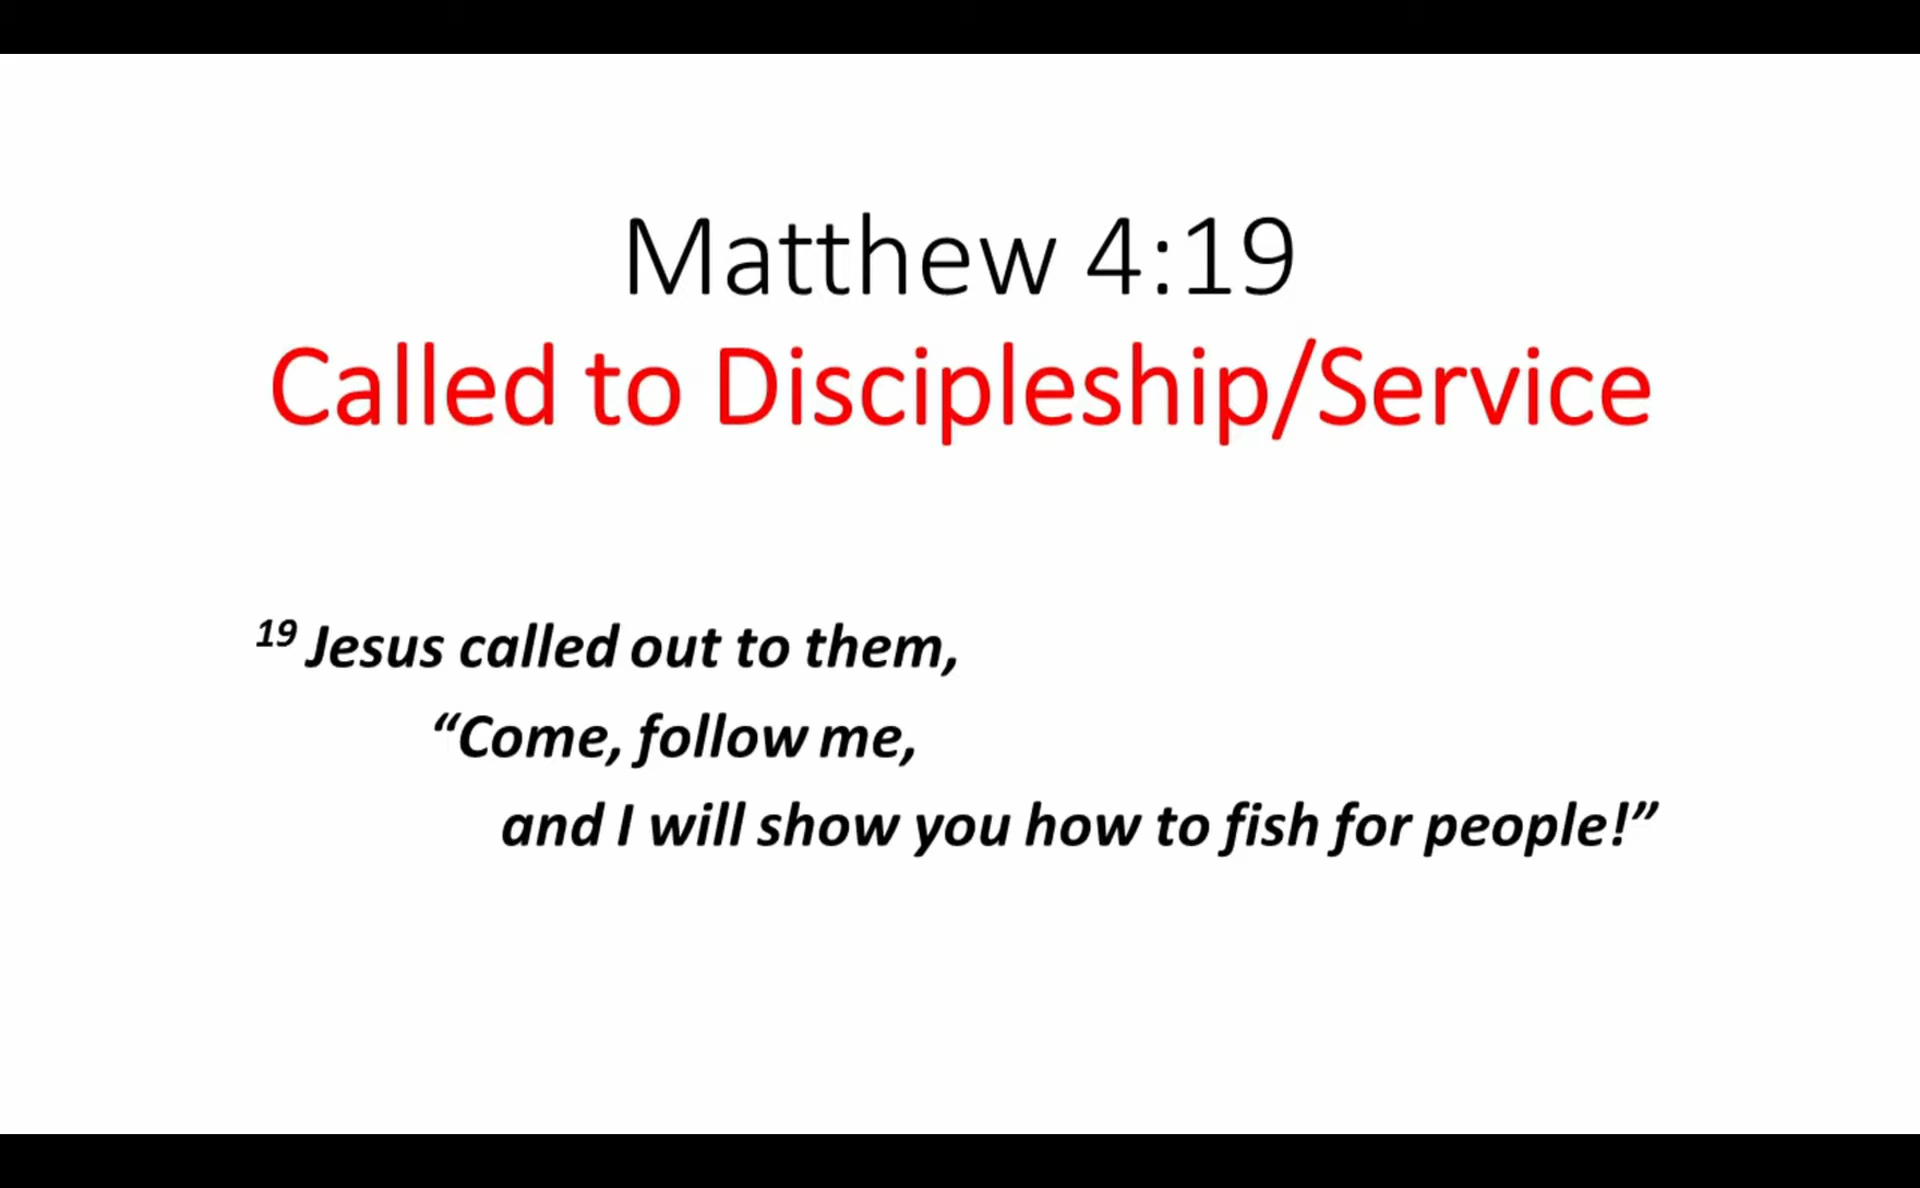 Matthew 4:19
Called to Discipleship/Service
19 Jesus called out to them,
“Come, follow me,
and I will show you how to fish for people!”